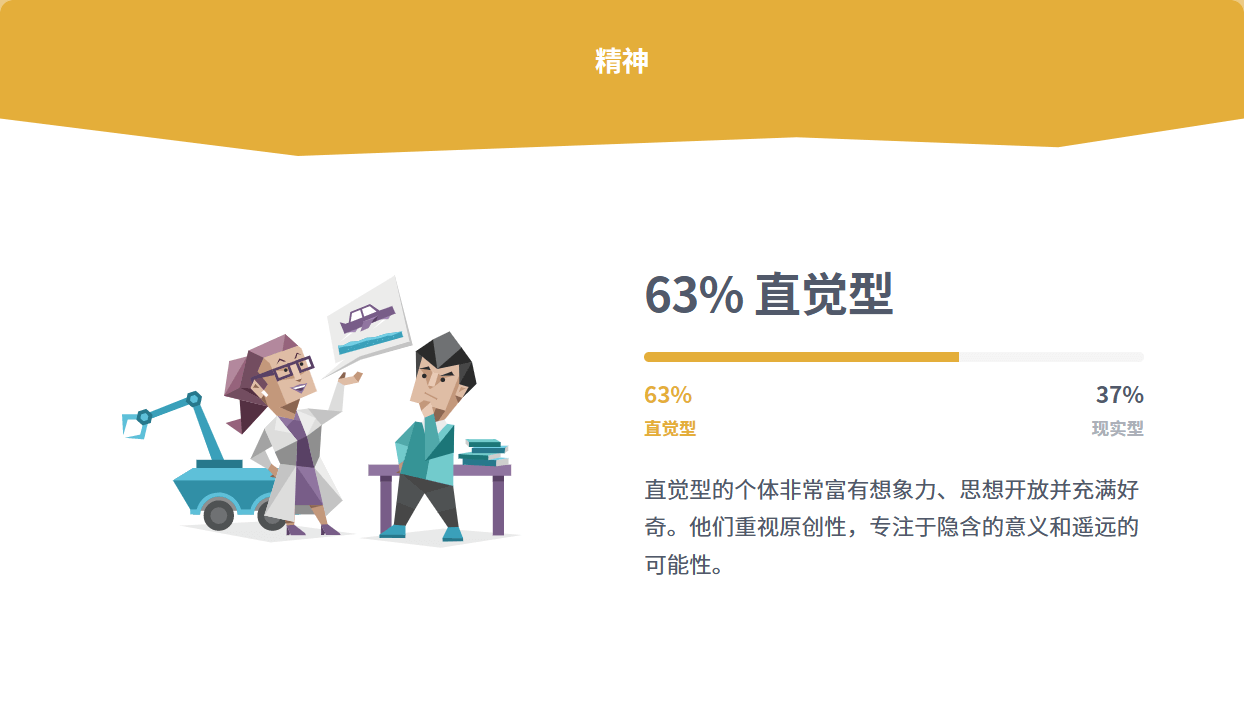 精神
63% 直觉型
63%
37%
直觉型
现实型
直觉型的个体非常富有想象力、思想开放并充满好
奇。他们重视原创性，专注于隐含的意义和遥远的
可能性。